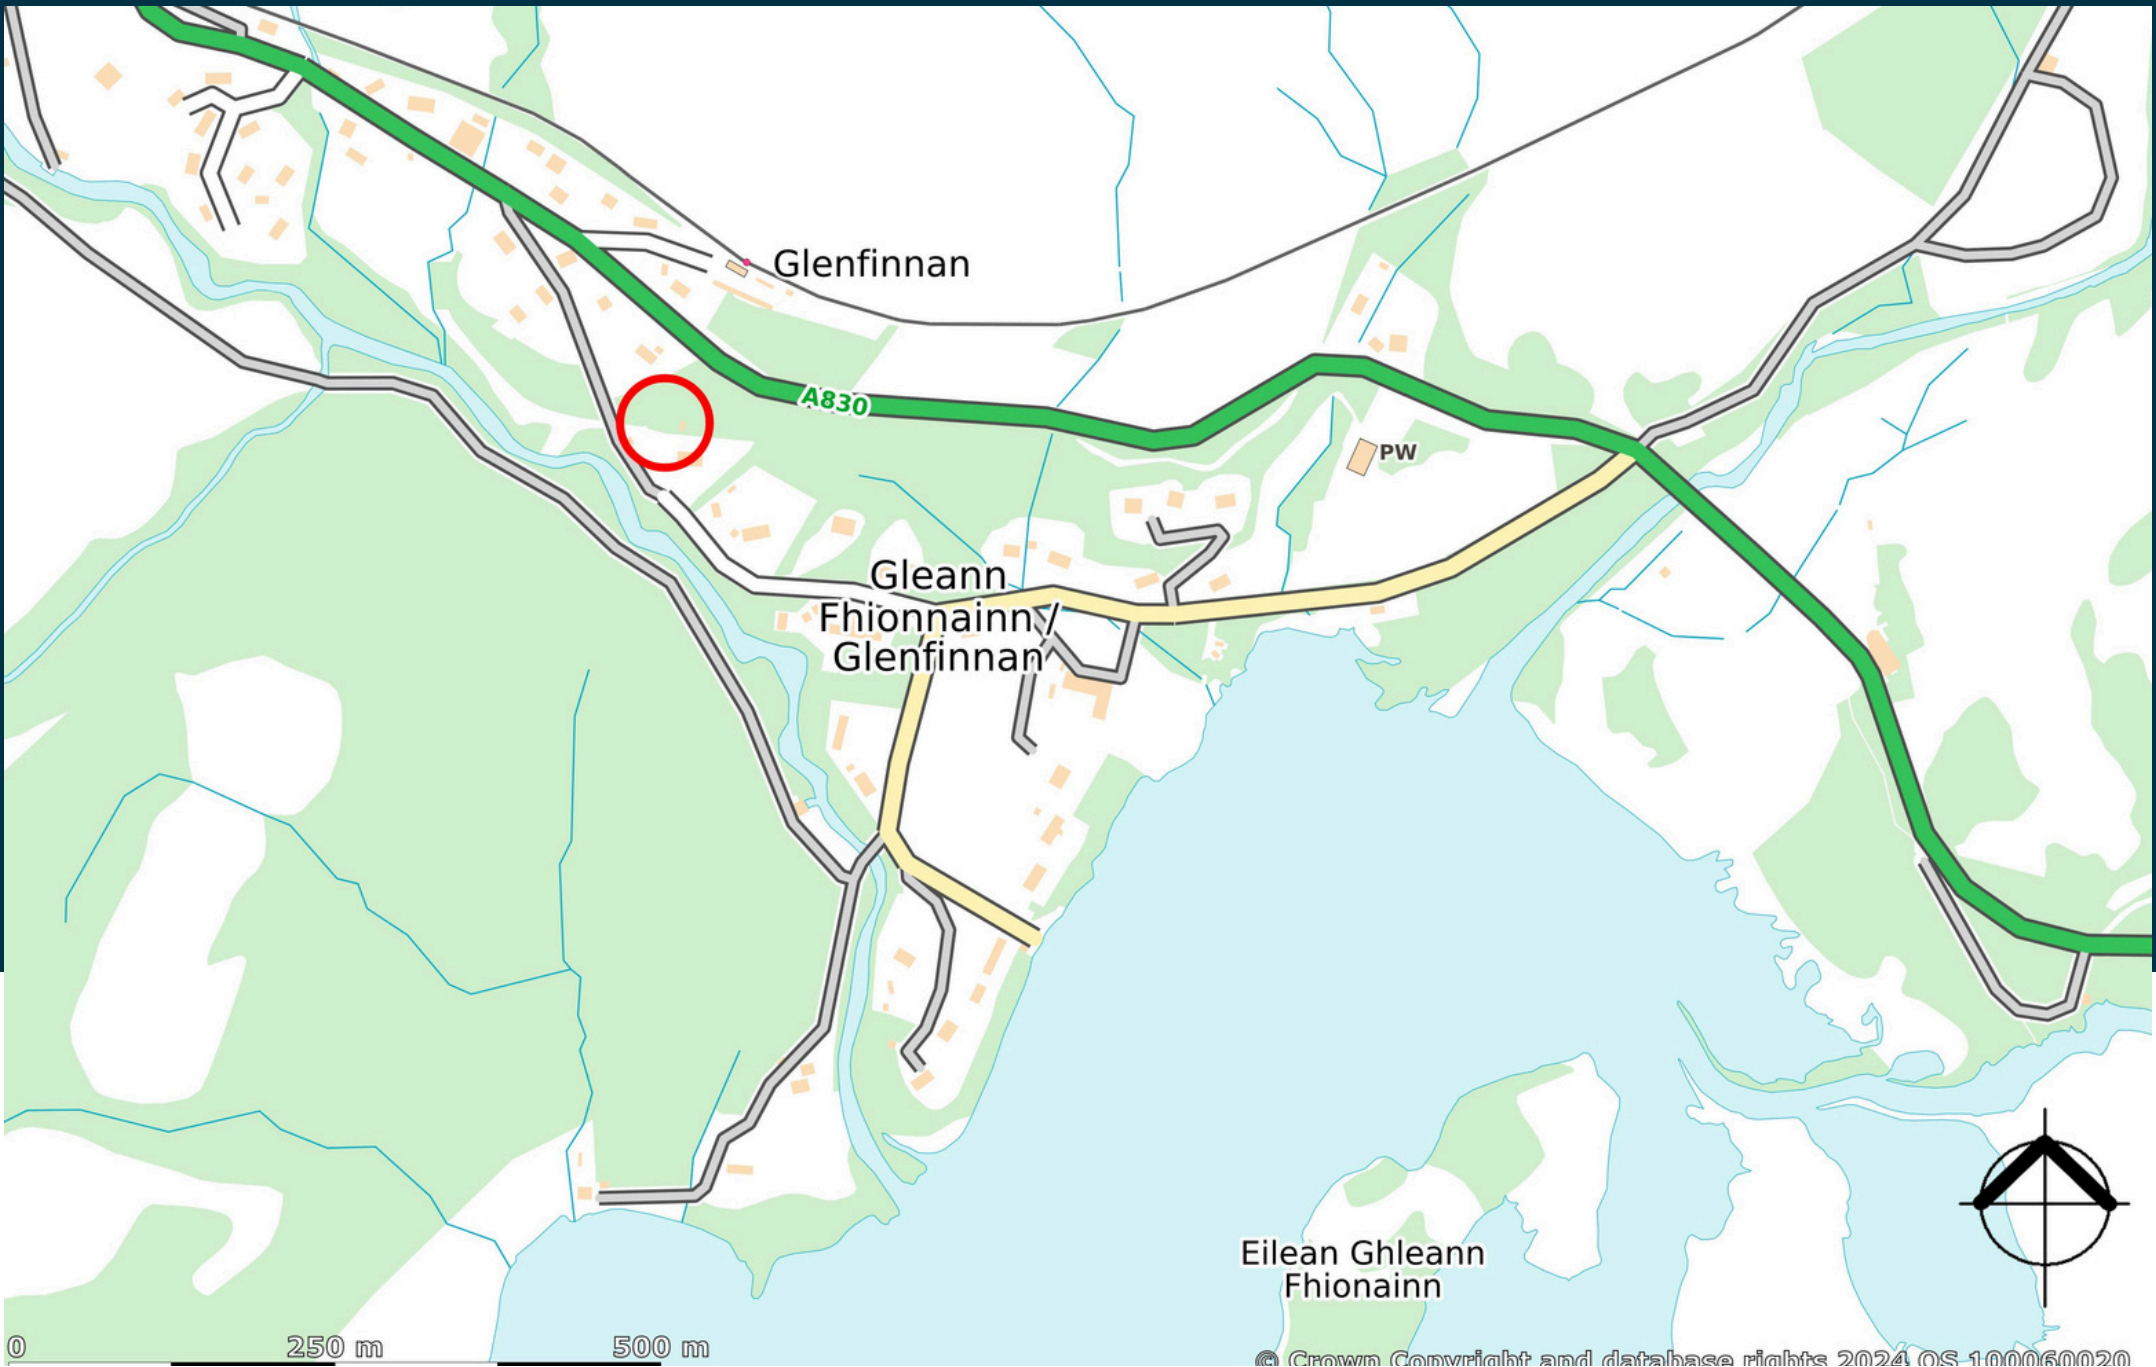 Glenfinnan
A830
PW
Gleann
Fhionnainn /
Glenfinnan
Eilean Ghleann
Fhionainn
0 250 m 500 m
© Crown Copyright and database rights 2024 OS 100060020